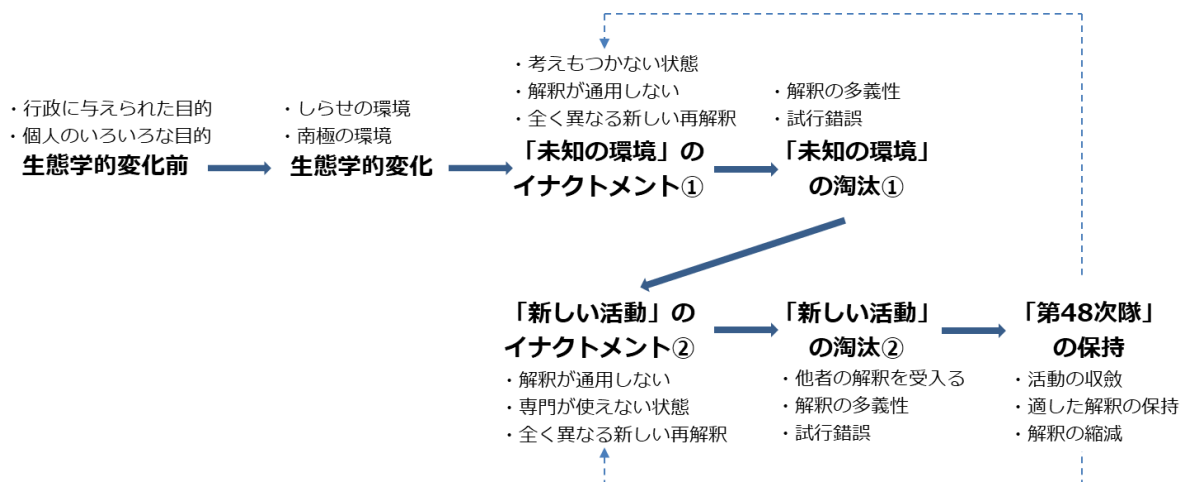 ・行政に与えられた目的
・個人のいろいろな目的
生態学的変化前
・しらせの環境
・南極の環境
生態学的変化
・考えもつかない状態
・解釈が通用しない
・全く異なる新しい再解釈
「未知の環境」の
イナクトメント①
・解釈の多義性
・試行錯誤
「未知の環境」
の淘汰①
「新しい活動」の
イナクトメント②
・解釈が通用しない
・専門が使えない状態
・全く異なる新しい再解釈
「新しい活動」
の淘汰②
・他者の解釈を受入る
・解釈の多義性
・試行錯誤
「第48次隊」
の保持
・活動の収斂
・適した解釈の保持
・解釈の縮減